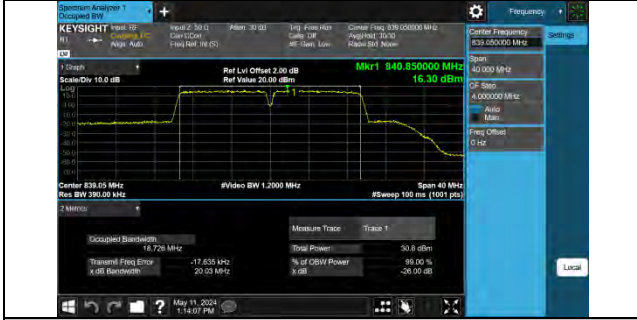 Spectrum Analyzer 1
Occupied BW
+
Frequency
KEYSIGHT Input: RF
Coupling: DC
Align: Auto
Input Z: 50 Ω
Corr CCorr
Freq Ref: Int (S)
Atten: 30 dB
Trig: Free Run
Gate: Off
#IF Gain: Low
Center Freq: 839.050000 MHz
Avg|Hold: 30/30
Radio Std: None
Center Frequency
839.050000 MHz
Settings
Span
40.000 MHz
CF Step
4.000000 MHz
Auto
Man
Freq Offset
0 Hz
Local
1 Graph
Scale/Div 10.0 dB
Log
Ref Lvl Offset 2.00 dB
Ref Value 20.00 dBm
Mkr1 840.850000 MHz
16.30 dBm
1
Center 839.05 MHz
Res BW 390.00 kHz
#Video BW 1.2000 MHz
Span 40 MHz
#Sweep 100 ms (1001 pts)
2 Metrics
Measure Trace
Trace 1
Occupied Bandwidth
18.726 MHz
Total Power
30.8 dBm
Transmit Freq Error
-17.635 kHz
% of OBW Power
99.00 %
x dB Bandwidth
20.03 MHz
x dB
-26.00 dB
?
May 11, 2024
1:14:07 PM